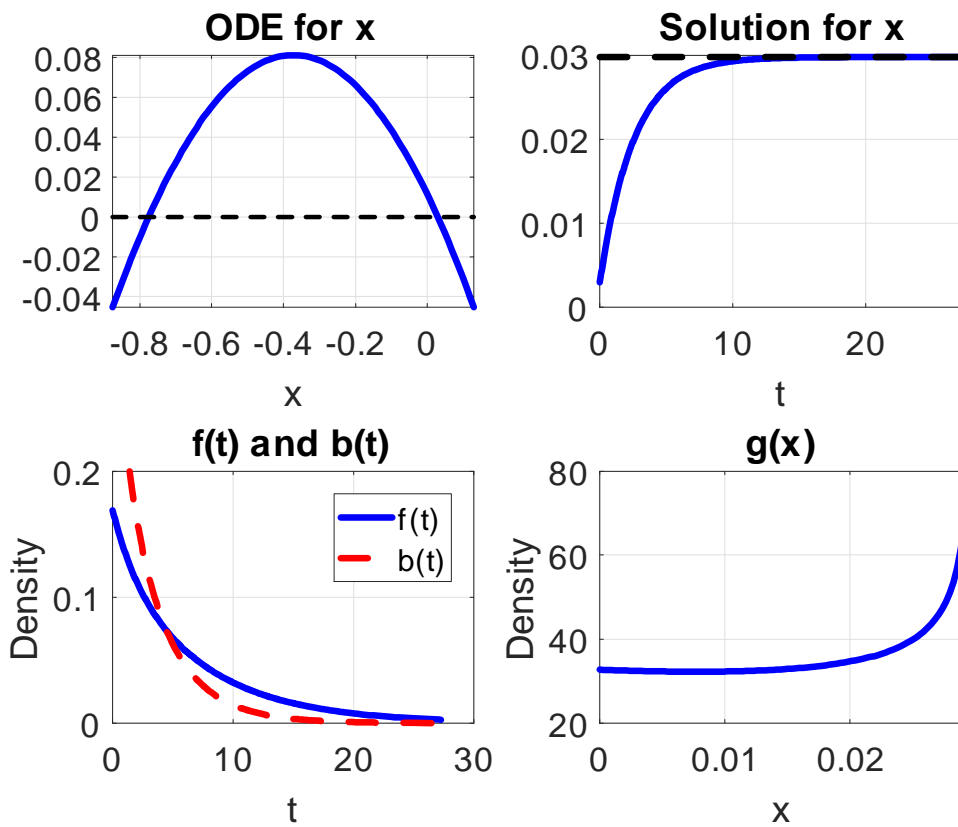 ODE for x
0.08
0.06
0.04
0.02
0
-0.02
-0.04
-0.8
-0.6
-0.4
-0.2
0
x
Solution for x
0.03
0.02
0.01
0
0
10
20
t
f(t) and b(t)
0.2
0.1
0
Density
f(t)
b(t)
0
10
20
30
t
g(x)
80
60
40
20
Density
0
0.01
0.02
x